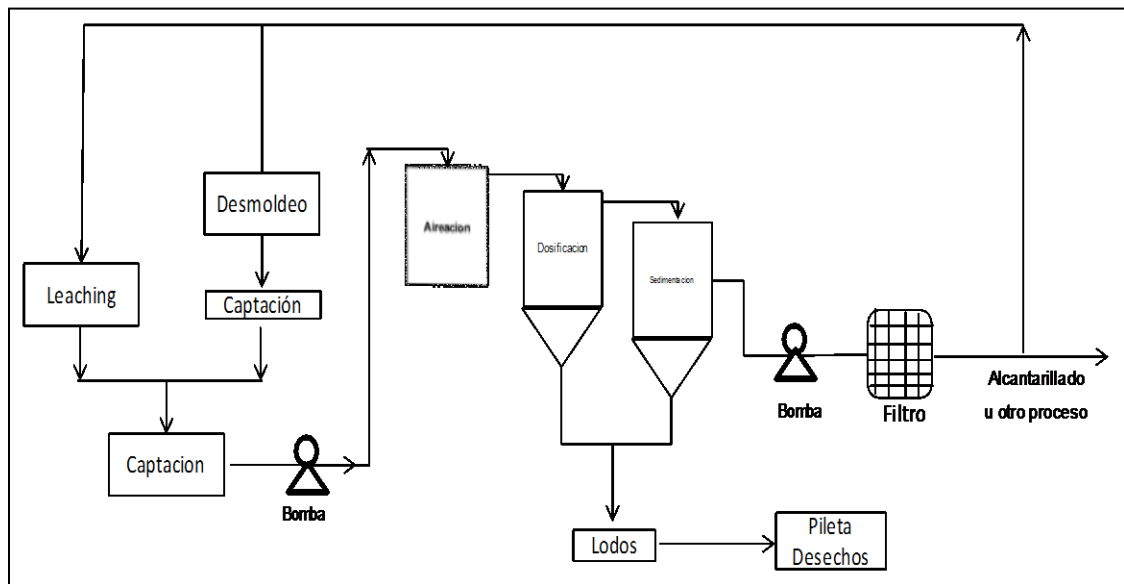 Desmoldeo
Leaching
Captación
Captacion
Bomba
Aireacion
Dosificacion
Sedimentacion
Bomba
Filtro
Alcantarillado
u otro proceso
Lodos
Pileta
Desechos